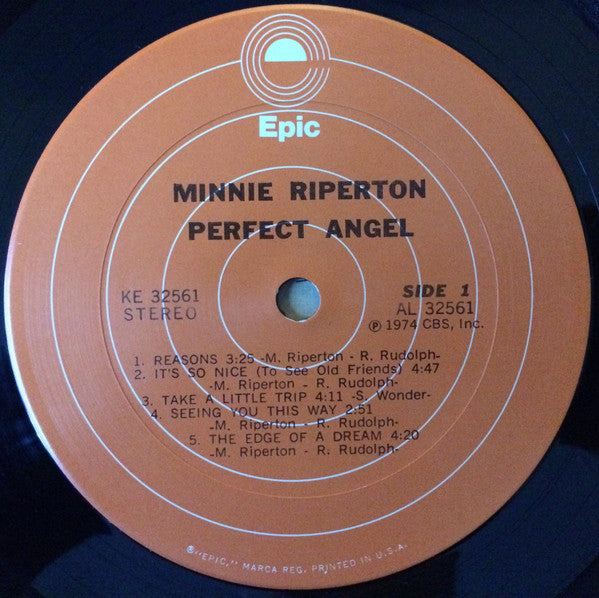 Epic
MINNIE RIPERTON
PERFECT ANGEL
KE 32561
STEREO
SIDE 1
AL 32561
Ⓟ 1974 CBS, Inc.
1. REASONS 3:25 -M. Riperton - R. Rudolph-
2. IT'S SO NICE (To See Old Friends) 4:47
-M. Riperton - R. Rudolph-
3. TAKE A LITTLE TRIP 4:11 -S. Wonder-
4. SEEING YOU THIS WAY 2:51
-M. Riperton - R. Rudolph-
5. THE EDGE OF A DREAM 4:20
-M. Riperton - R. Rudolph-
®"EPIC," MARCA REG. PRINTED IN U.S.A.